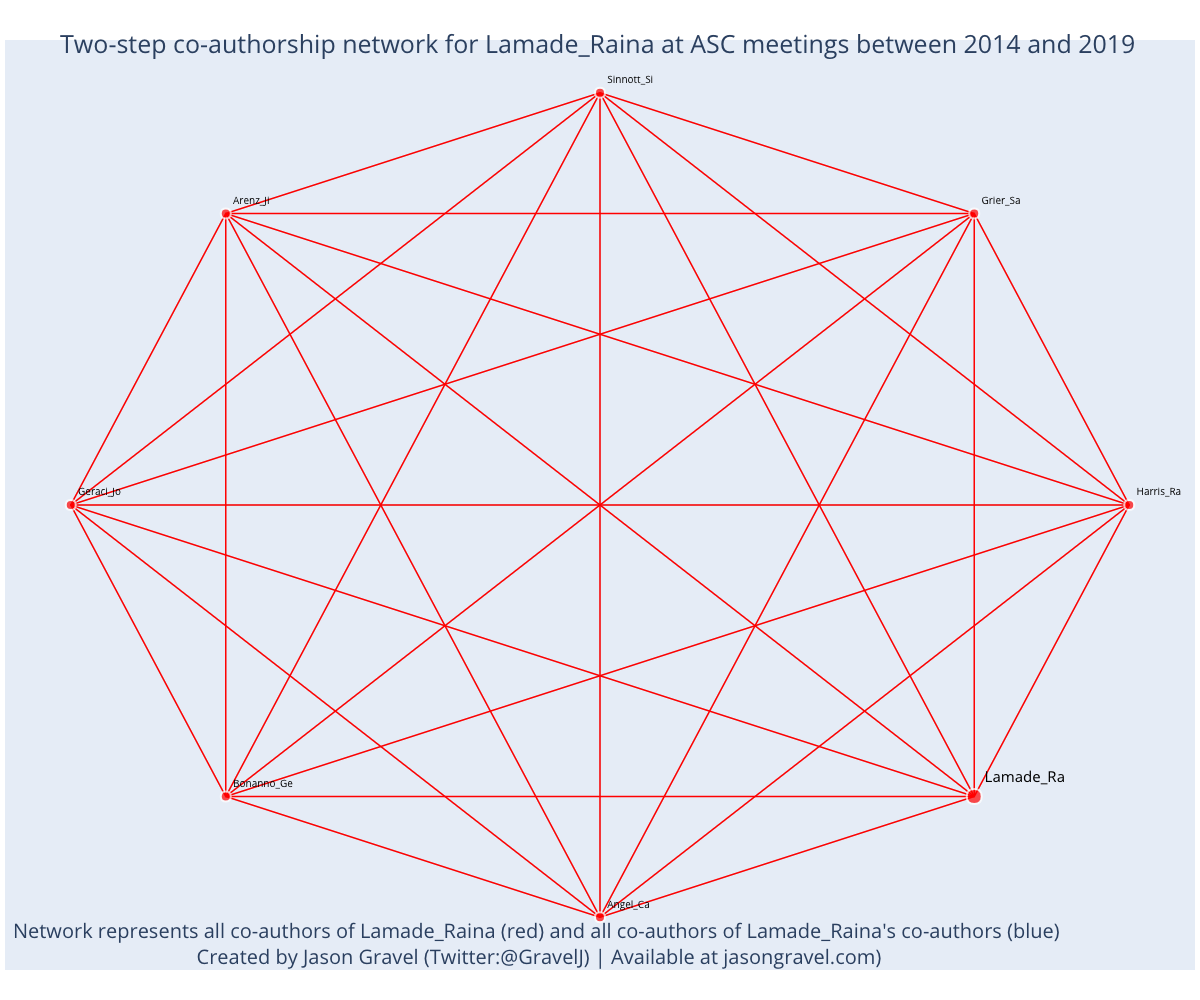 Two-step co-authorship network for Lamade_Raina at ASC meetings between 2014 and 2019
Sinnott_Si
Arenz_Ji
Grier_Sa
Geraci_Jo
Harris_Ra
Lamade_Ra
Bonanno_Ge
Angel_Ca
Network represents all co-authors of Lamade_Raina (red) and all co-authors of Lamade_Raina's co-authors (blue)
Created by Jason Gravel (Twitter:@GravelJ) | Available at jasongravel.com)